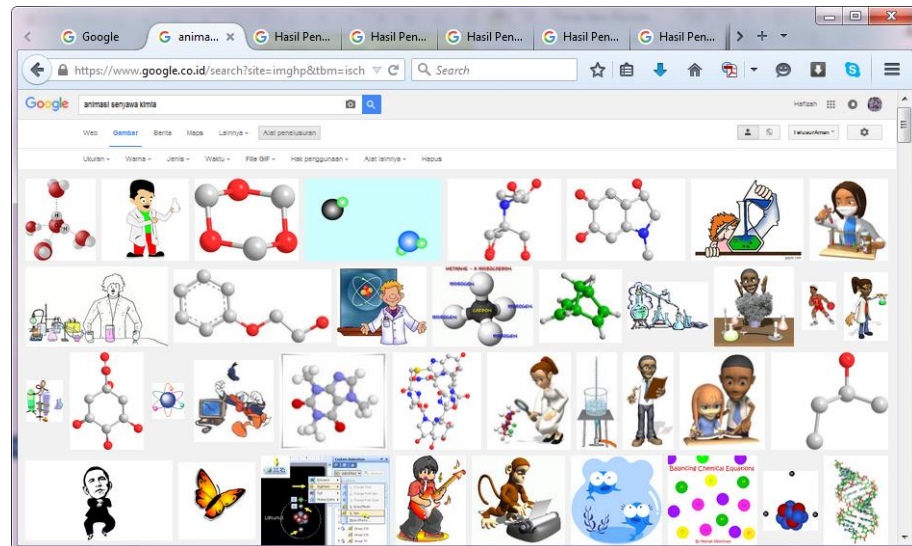 Google
anima...
Hasil Pen...
Hasil Pen...
Hasil Pen...
Hasil Pen...
Hasil Pen...
https://www.google.co.id/search?site=imghp&tbm=isch
Search
Google
animasi senyawa kimia
Hafizah
Web
Gambar
Berita
Maps
Lainnya
Alat penelusuran
TelusurAman
Ukuran
Warna
Jenis
Waktu
File GIF
Hak penggunaan
Alat lainnya
Hapus
CARBON
Balancing Chemical Equations